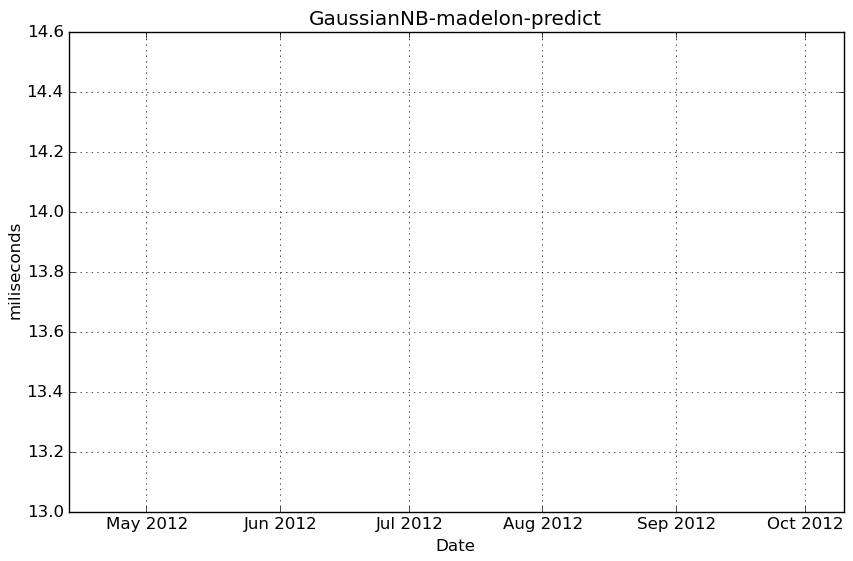 GaussianNB-madelon-predict
14.6
14.4
14.2
14.0
13.8
13.6
13.4
13.2
13.0
miliseconds
May 2012 Jun 2012 Jul 2012 Aug 2012 Sep 2012 Oct 2012
Date